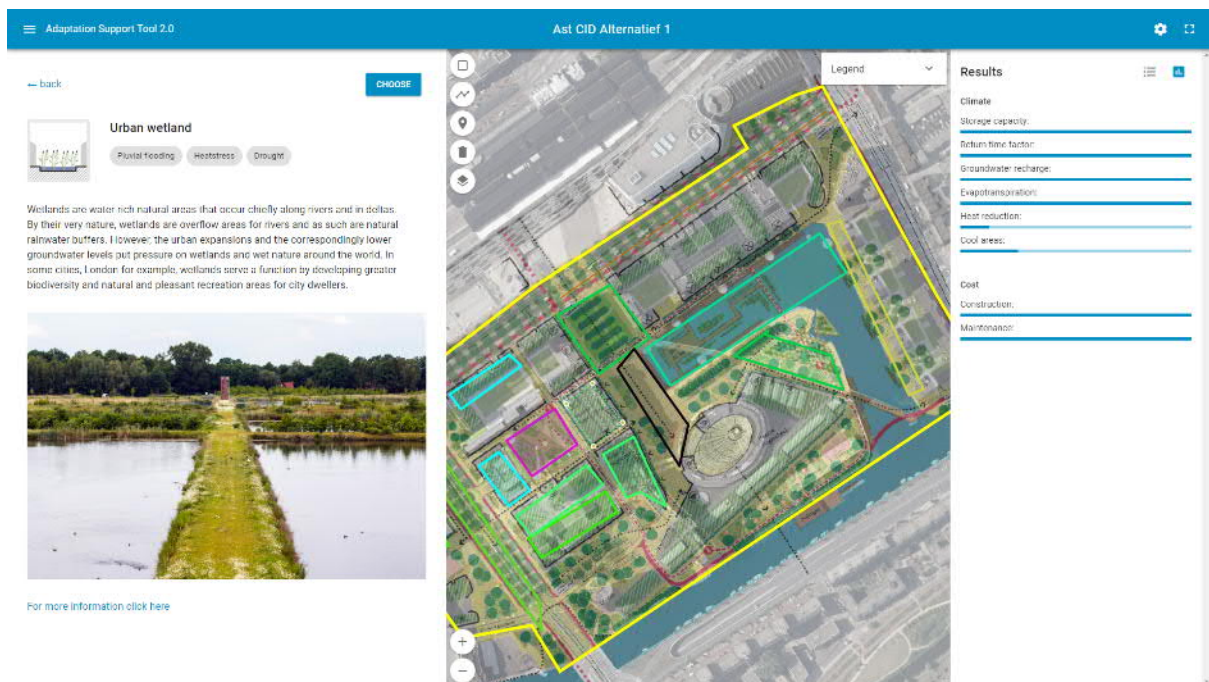 Adaptation Support Tool 2.0
Ast CID Alternatief 1
← back
CHOOSE
Urban wetland
Pluvial flooding
Heatstress
Drought
Wetlands are water rich natural areas that occur chiefly along rivers and in deltas.
By their very nature, wetlands are overflow areas for rivers and as such are natural
rainwater buffers. However, the urban expansions and the correspondingly lower
groundwater levels put pressure on wetlands and wet nature around the world. In
some cities, London for example, wetlands serve a function by developing greater
biodiversity and natural and pleasant recreation areas for city dwellers.
For more information click here
Legend
Results
Climate
Storage capacity:
Return time factor:
Groundwater recharge:
Evapotranspiration:
Heat reduction:
Cool areas:
Cost
Construction:
Maintenance: